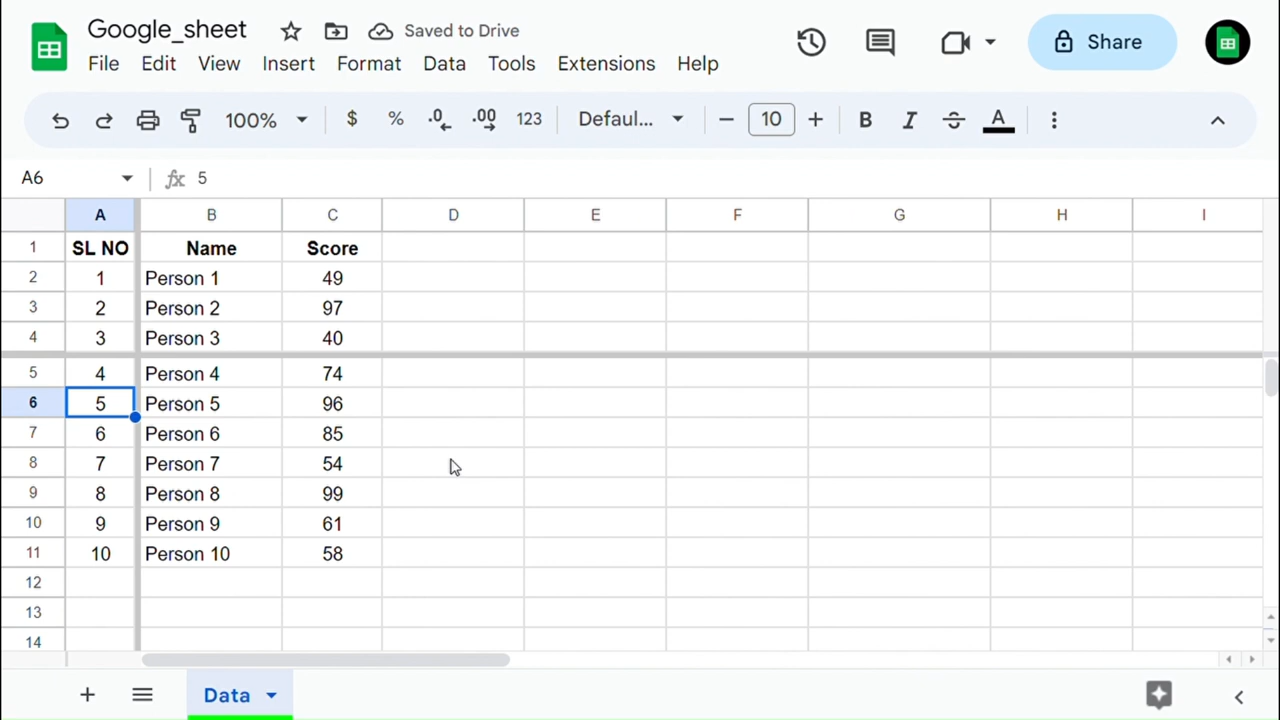 Google_sheet Saved to Drive
File Edit View Insert Format Data Tools Extensions Help
Share
100% $ % .0 .00 123 Defaul... − 10 + B I S A
A6 fx 5
A B C D E F G H I
1 SL NO Name Score
2 1 Person 1 49
3 2 Person 2 97
4 3 Person 3 40
5 4 Person 4 74
6 5 Person 5 96
7 6 Person 6 85
8 7 Person 7 54
9 8 Person 8 99
10 9 Person 9 61
11 10 Person 10 58
12
13
14
+ Data